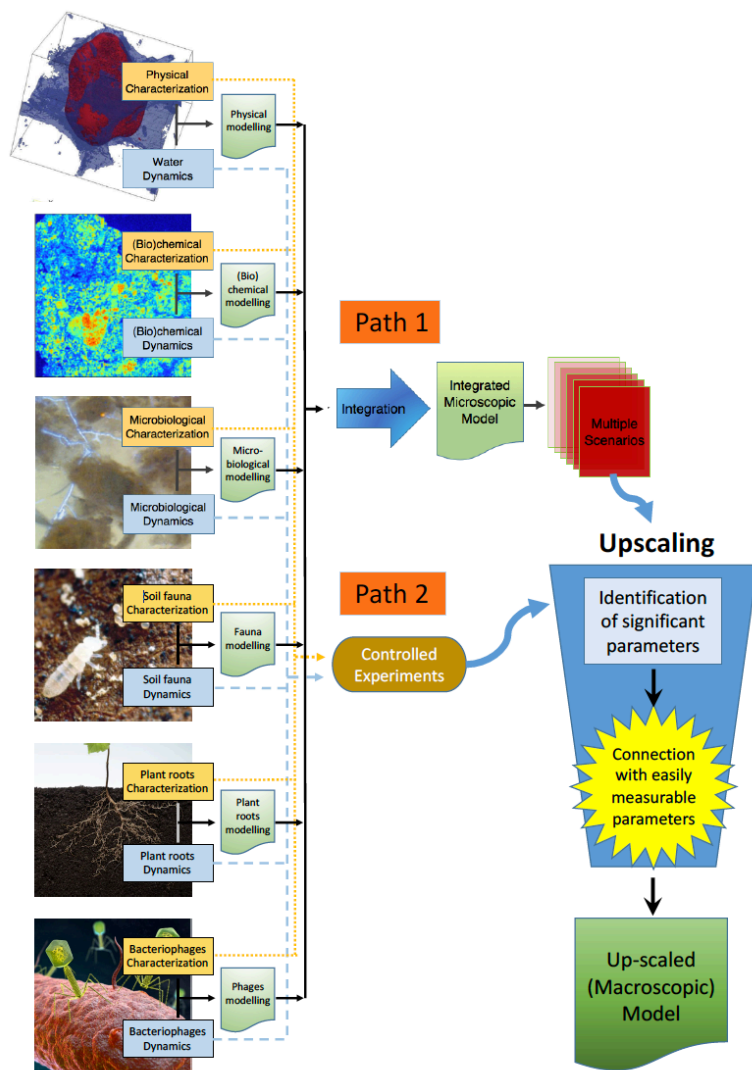 Physical
Characterization
Physical
modelling
Water
Dynamics
(Bio)chemical
Characterization
(Bio)
chemical
modelling
(Bio)chemical
Dynamics
Microbiological
Characterization
Micro-
biological
modelling
Microbiological
Dynamics
Soil fauna
Characterization
Fauna
modelling
Soil fauna
Dynamics
Plant roots
Characterization
Plant roots
modelling
Plant roots
Dynamics
Bacteriophages
Characterization
Phages
modelling
Bacteriophages
Dynamics
Path 1
Integration
Integrated
Microscopic
Model
Multiple
Scenarios
Path 2
Controlled
Experiments
Upscaling
Identification
of significant
parameters
Connection
with easily
measurable
parameters
Up-scaled
(Macroscopic)
Model